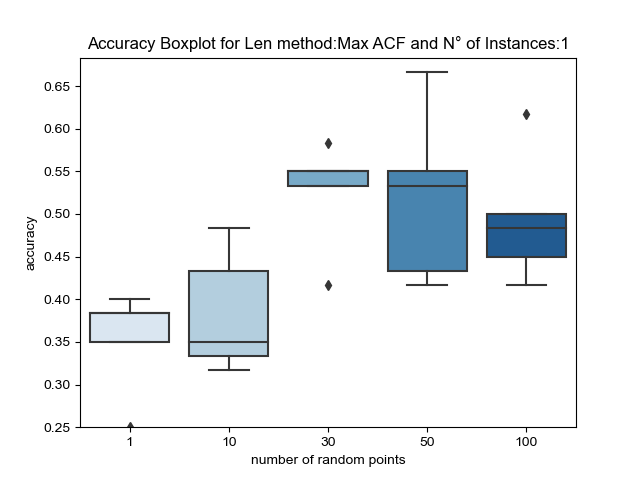 Accuracy Boxplot for Len method:Max ACF and N° of Instances:1
0.65
0.60
0.55
0.50
0.45
0.40
0.35
0.30
0.25
accuracy
1 10 30 50 100
number of random points